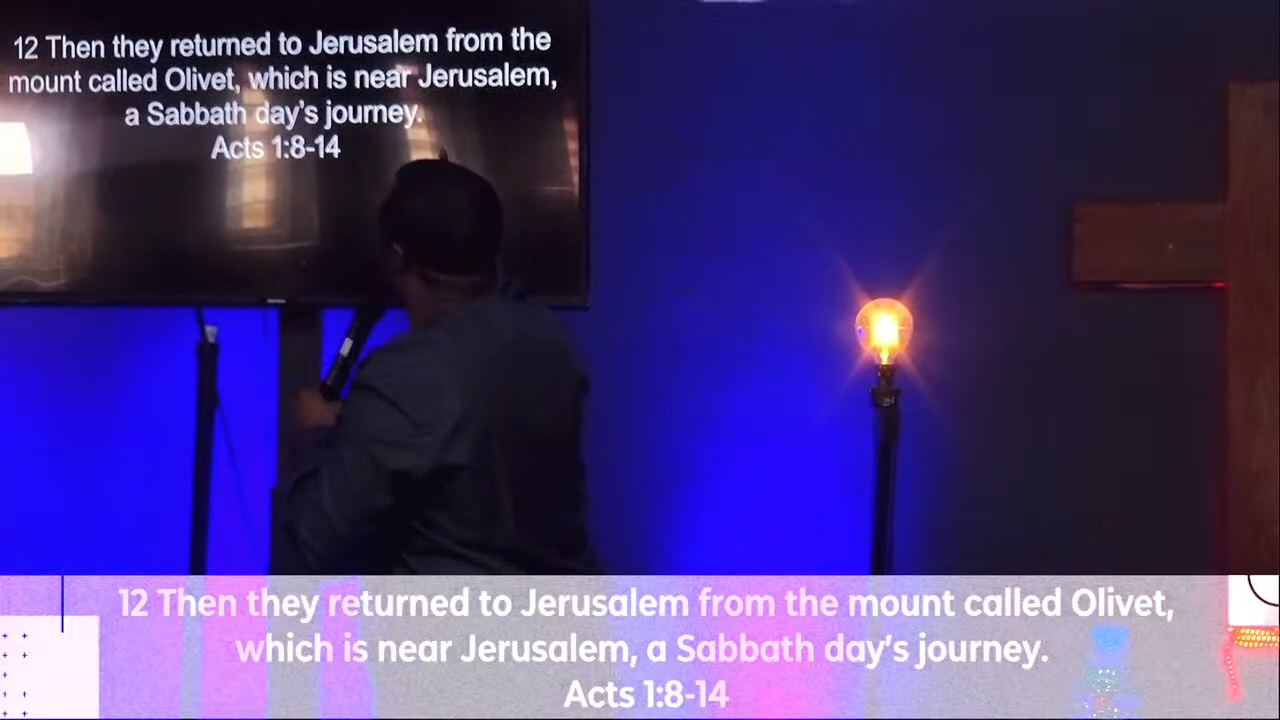 12 Then they returned to Jerusalem from the
mount called Olivet, which is near Jerusalem,
a Sabbath day's journey.
Acts 1:8-14
12 Then they returned to Jerusalem from the mount called Olivet,
which is near Jerusalem, a Sabbath day's journey.
Acts 1:8-14